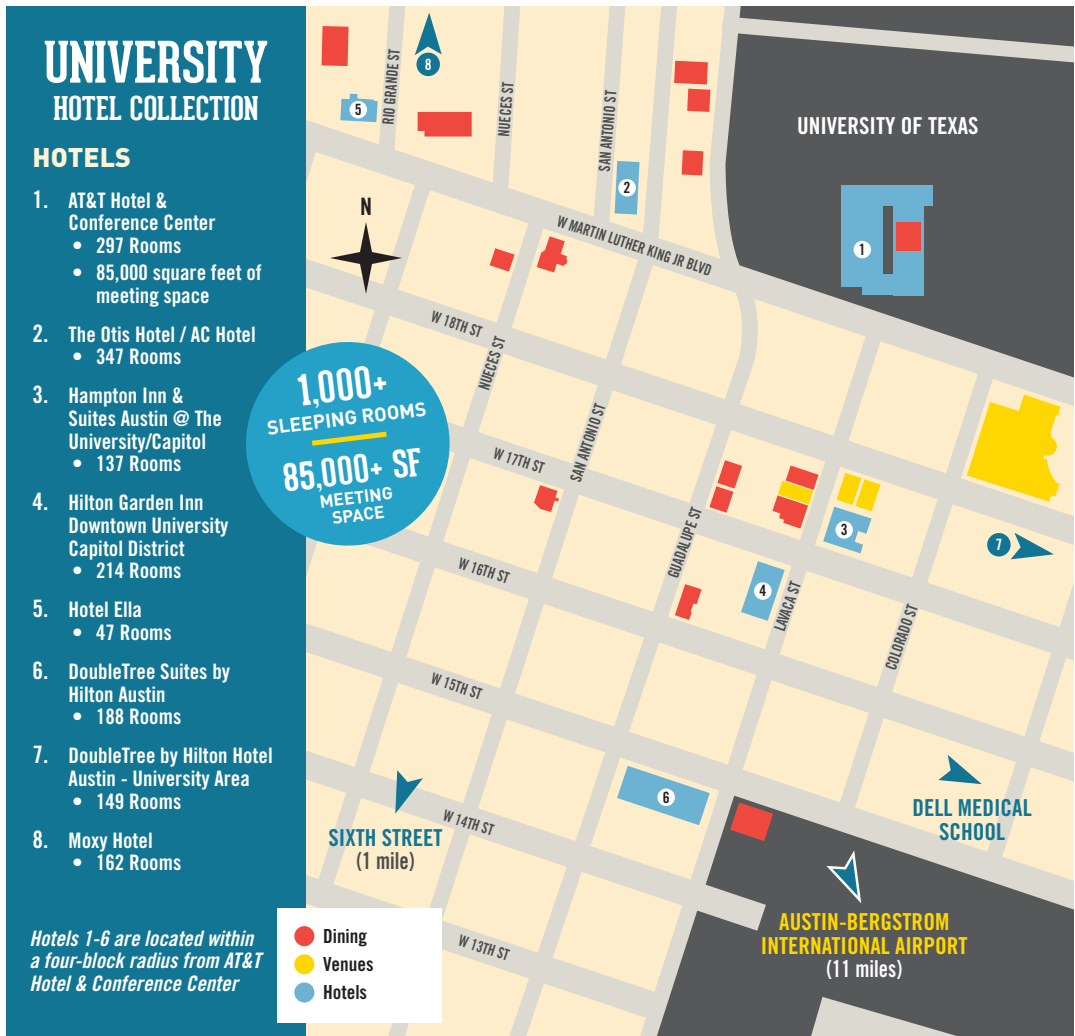 UNIVERSITY
HOTEL COLLECTION
HOTELS
1. AT&T Hotel &
Conference Center
• 297 Rooms
• 85,000 square feet of
meeting space
2. The Otis Hotel / AC Hotel
• 347 Rooms
3. Hampton Inn &
Suites Austin @ The
University/Capitol
• 137 Rooms
4. Hilton Garden Inn
Downtown University
Capitol District
• 214 Rooms
5. Hotel Ella
• 47 Rooms
6. DoubleTree Suites by
Hilton Austin
• 188 Rooms
7. DoubleTree by Hilton Hotel
Austin - University Area
• 149 Rooms
8. Moxy Hotel
• 162 Rooms
Hotels 1-6 are located within
a four-block radius from AT&T
Hotel & Conference Center
1,000+
SLEEPING ROOMS
85,000+ SF
MEETING
SPACE
8
5
RIO GRANDE ST
NUECES ST
SAN ANTONIO ST
2
UNIVERSITY OF TEXAS
1
N
W MARTIN LUTHER KING JR BLVD
W 18TH ST
NUECES ST
SAN ANTONIO ST
W 17TH ST
GUADALUPE ST
3
7
W 16TH ST
4
LAVACA ST
COLORADO ST
W 15TH ST
6
W 14TH ST
SIXTH STREET
(1 mile)
DELL MEDICAL
SCHOOL
AUSTIN-BERGSTROM
INTERNATIONAL AIRPORT
(11 miles)
W 13TH ST
Dining
Venues
Hotels